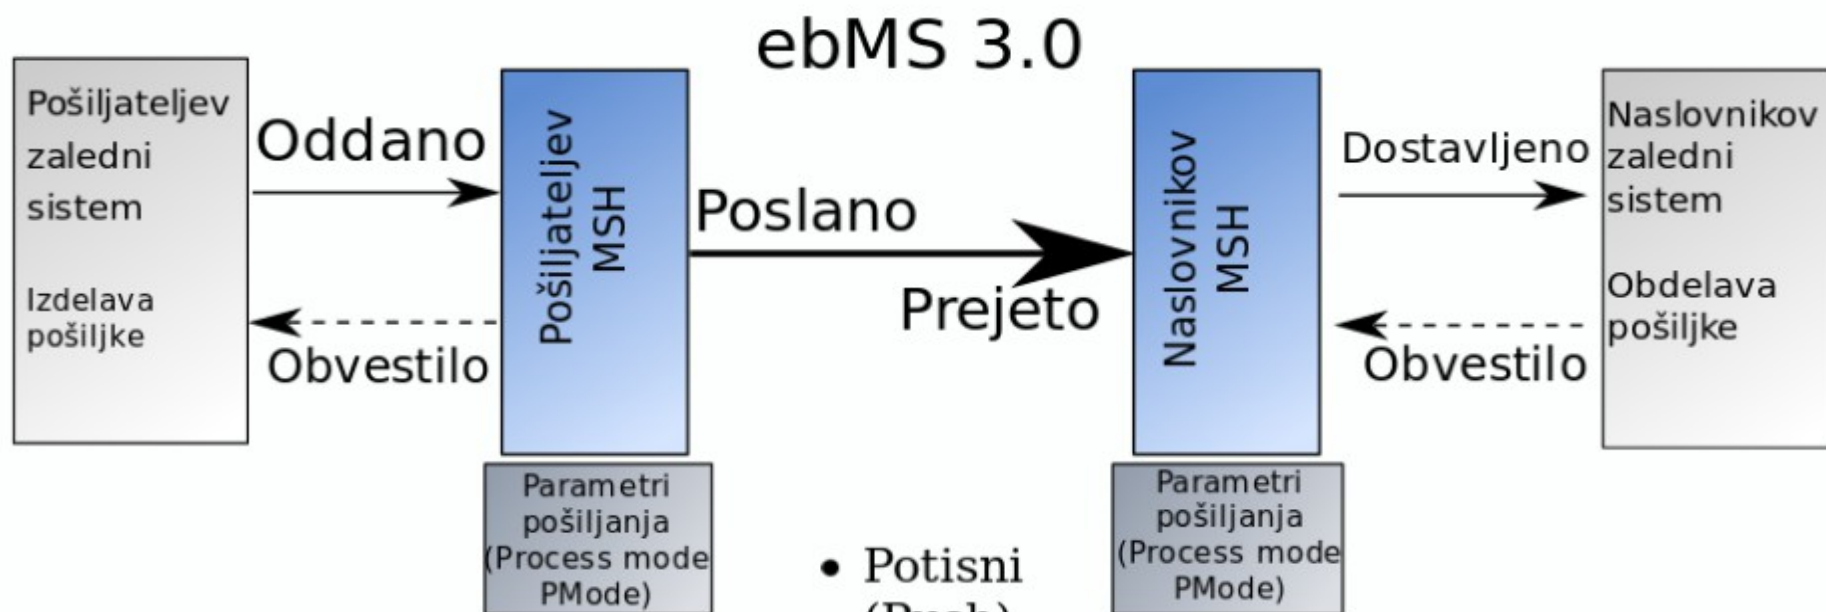 ebMS 3.0
Pošiljateljev
zaledni
sistem
Izdelava
pošiljke
Oddano
Obvestilo
Pošiljateljev
MSH
Poslano
Prejeto
Naslovnikov
MSH
Dostavljeno
Obvestilo
Naslovnikov
zaledni
sistem
Obdelava
pošiljke
Parametri
pošiljanja
(Process mode
PMode)
• Potisni
Parametri
pošiljanja
(Process mode
PMode)